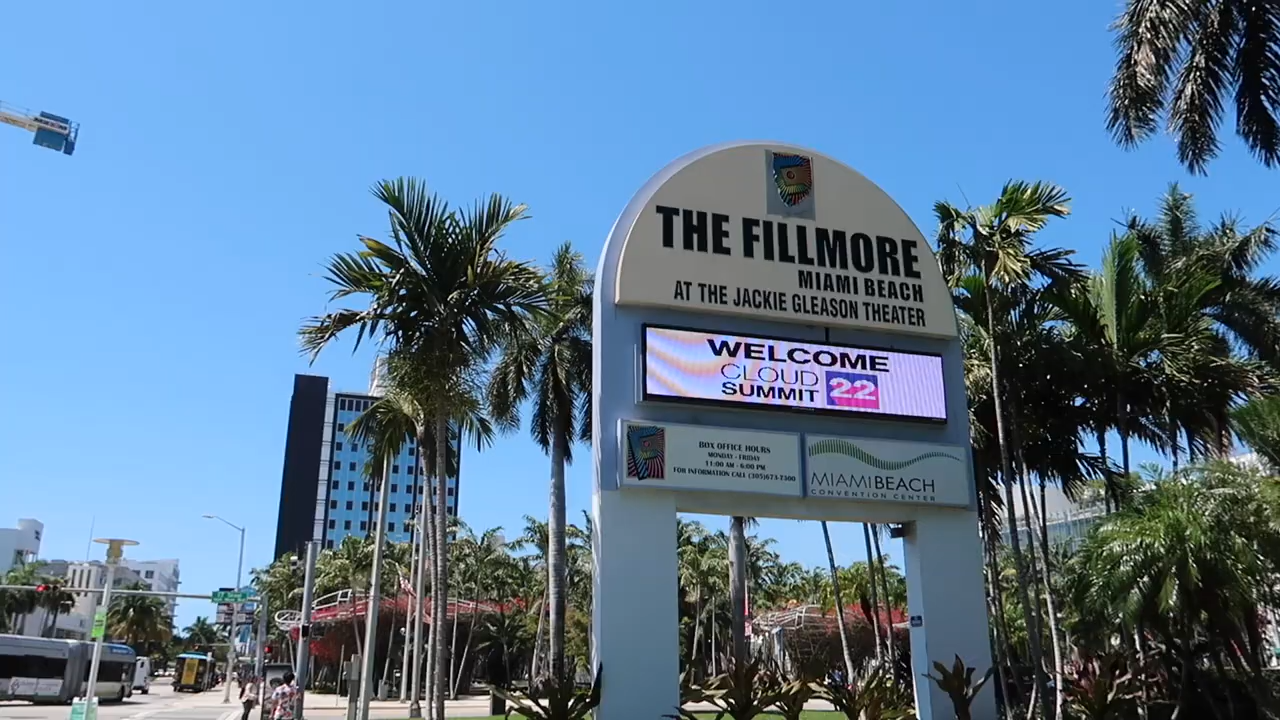 THE FILLMORE
MIAMI BEACH
AT THE JACKIE GLEASON THEATER
WELCOME
CLOUD
SUMMIT 22
BOX OFFICE HOURS
MONDAY - FRIDAY
11:00 AM - 6:00 PM
FOR INFORMATION CALL (305)673-7300
MIAMIBEACH
CONVENTION CENTER